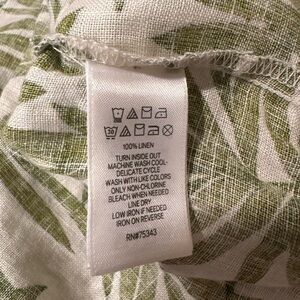 30
100% LINEN
TURN INSIDE OUT
MACHINE WASH COLD
DELICATE CYCLE
WASH WITH LIKE COLORS
ONLY NON-CHLORINE
BLEACH WHEN NEEDED
LINE DRY
LOW IRON IF NEEDED
IRON ON REVERSE
RN#75343